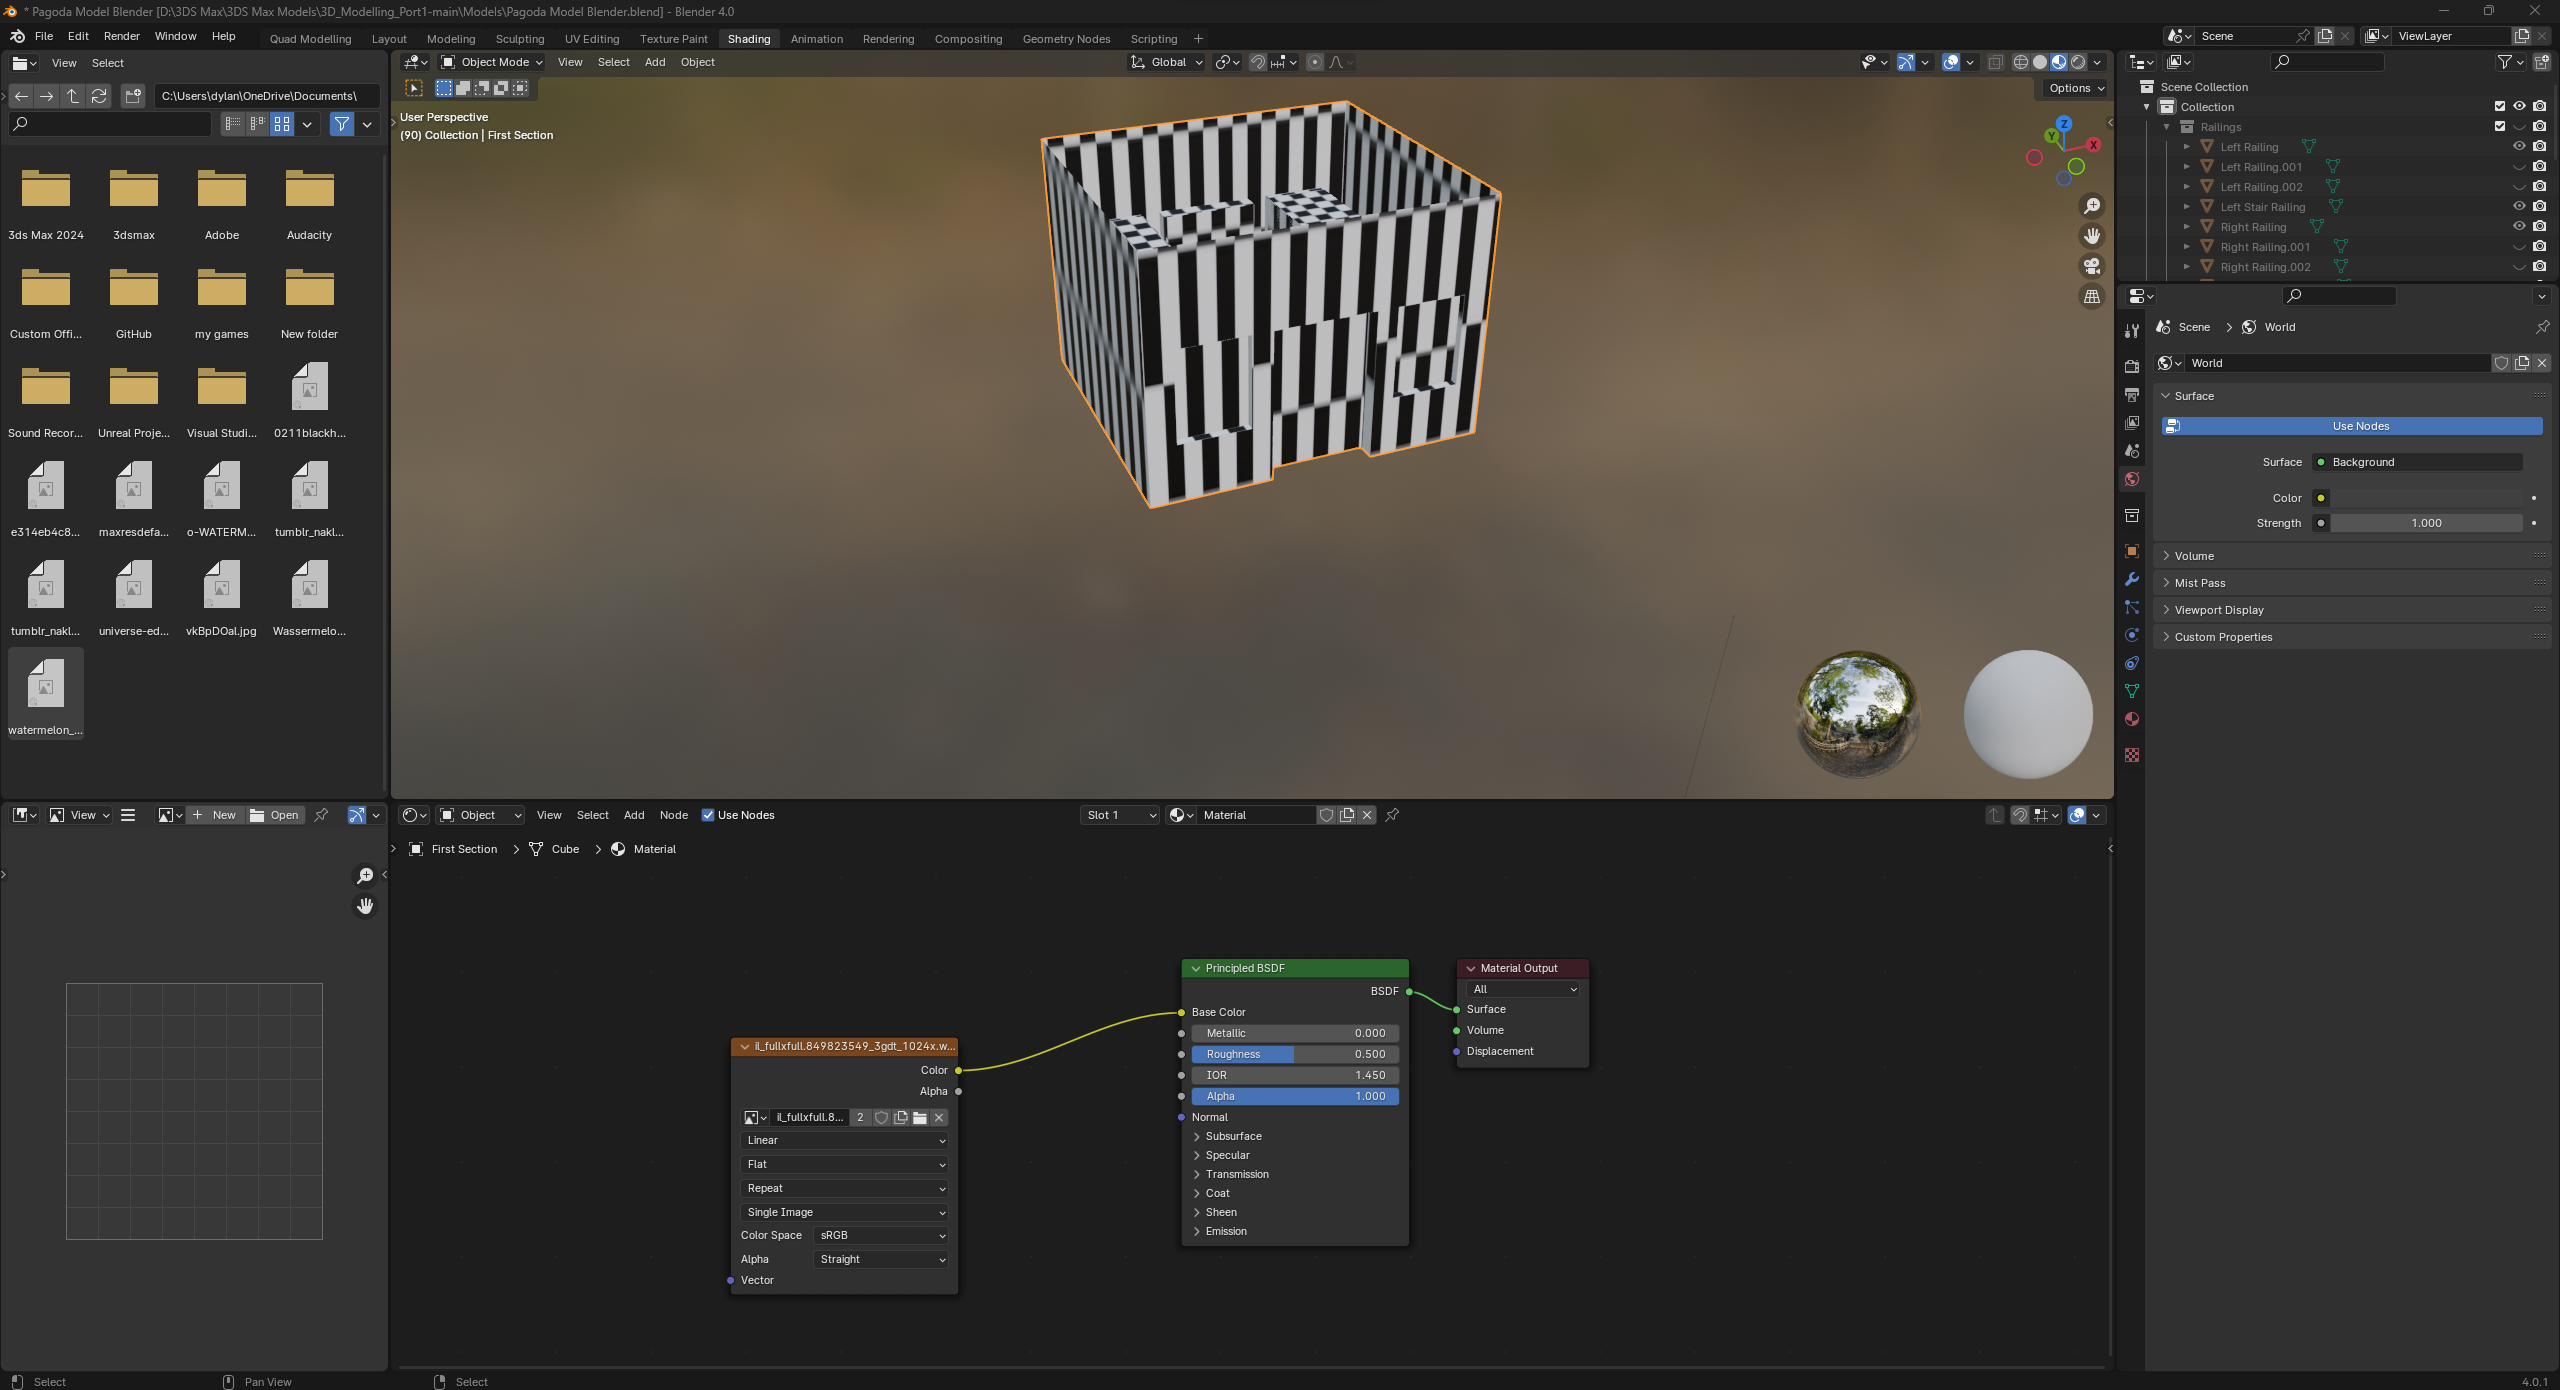 * Pagoda Model Blender [D:\3DS Max\3DS Max Models\3D_Modelling_Port1-main\Models\Pagoda Model Blender.blend] - Blender 4.0
File Edit Render Window Help Quad Modelling Layout Modeling Sculpting UV Editing Texture Paint Shading Animation Rendering Compositing Geometry Nodes Scripting Scene ViewLayer
View Select
C:\Users\dylan\OneDrive\Documents\
3ds Max 2024 3dsmax Adobe Audacity
Custom Offi... GitHub my games New folder
Sound Recor... Unreal Proje... Visual Studi... 0211blackh...
e314eb4c8... maxresdefa... o-WATERM... tumblr_nakl...
tumblr_nakl... universe-ed... vkBpDOal.jpg Wassermelo...
watermelon_...
Object Mode View Select Add Object Global
Options
User Perspective
(90) Collection | First Section
Z
Y
X
Scene Collection
Collection
Railings
Left Railing
Left Railing.001
Left Railing.002
Left Stair Railing
Right Railing
Right Railing.001
Right Railing.002
Scene World
World
Surface
Use Nodes
Surface Background
Color
Strength 1.000
Volume
Mist Pass
Viewport Display
Custom Properties
View New Open
Object View Select Add Node Use Nodes Slot 1 Material
First Section Cube Material
il_fullxfull.849823549_3gdt_1024x.w...
Color
Alpha
il_fullxfull.8... 2
Linear
Flat
Repeat
Single Image
Color Space sRGB
Alpha Straight
Vector
Principled BSDF
BSDF
Base Color
Metallic 0.000
Roughness 0.500
IOR 1.450
Alpha 1.000
Normal
Subsurface
Specular
Transmission
Coat
Sheen
Emission
Material Output
All
Surface
Volume
Displacement
Select Pan View Select 4.0.1